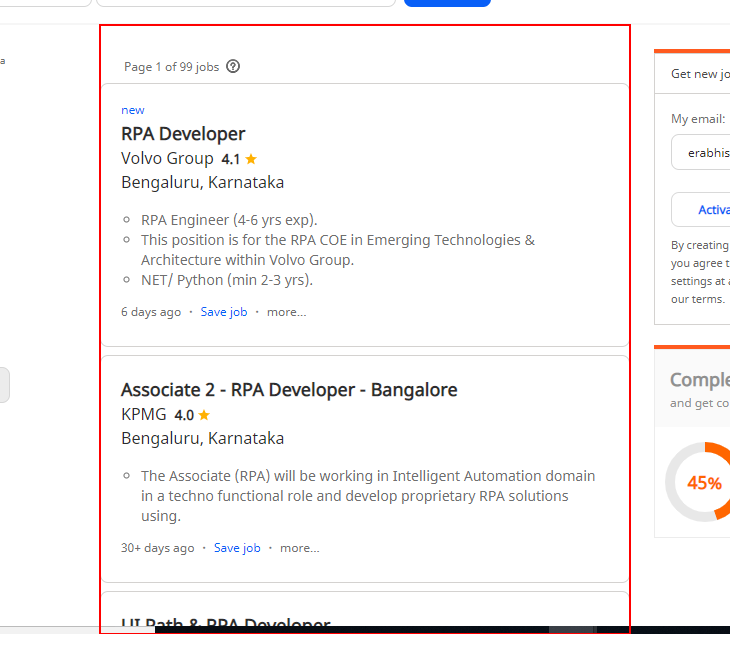 a
Page 1 of 99 jobs ?
new
RPA Developer
Volvo Group 4.1
Bengaluru, Karnataka
RPA Engineer (4-6 yrs exp).
This position is for the RPA COE in Emerging Technologies &
Architecture within Volvo Group.
NET/ Python (min 2-3 yrs).
6 days ago · Save job · more...
Associate 2 - RPA Developer - Bangalore
KPMG 4.0
Bengaluru, Karnataka
The Associate (RPA) will be working in Intelligent Automation domain
in a techno functional role and develop proprietary RPA solutions
using.
30+ days ago · Save job · more...
UI Path & RPA Developer
Get new jo
My email:
erabhis
Activa
By creating
you agree t
settings at a
our terms.
Comple
and get co
45%